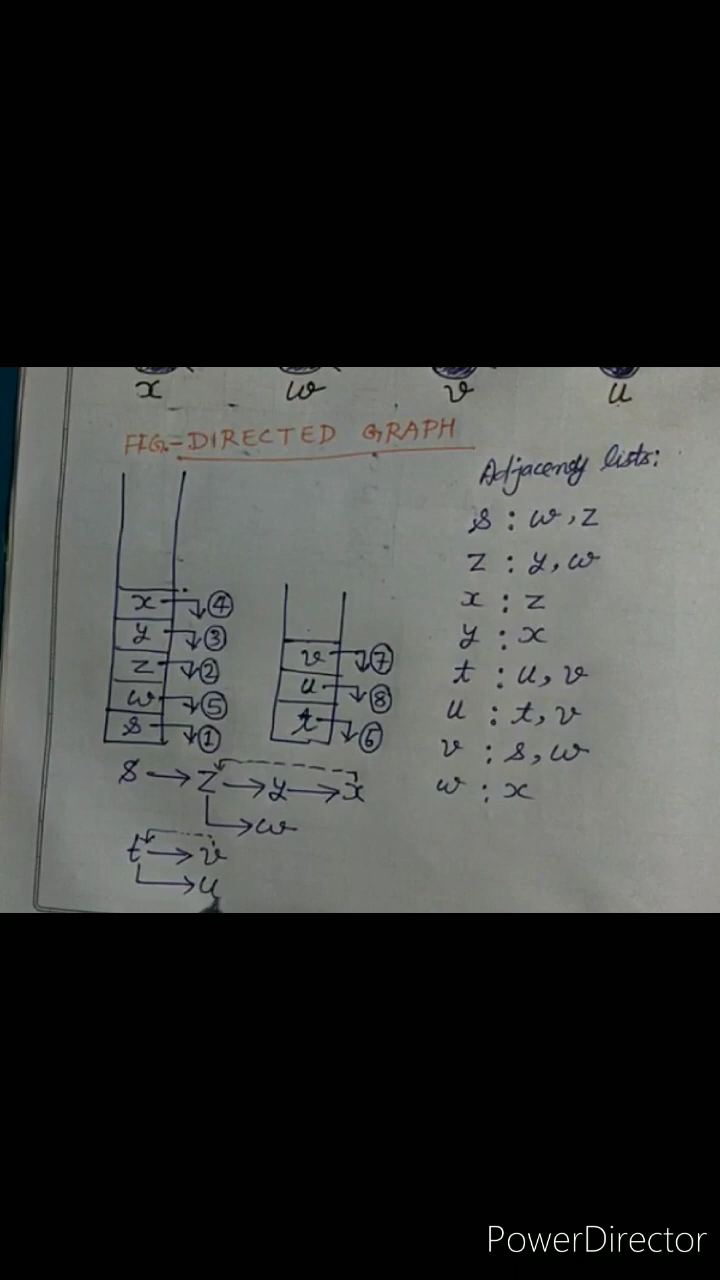 x w v u
FIG.-DIRECTED GRAPH
Adjacency lists:
s : w, z
z : y, w
x : z
y : x
t : u, v
u : t, v
v : s, w
w : x
x 4
y 3
z 2
w 5
s 1
v 7
u 8
t 6
s → z → y → x
→ w
t → v
→ u
PowerDirector